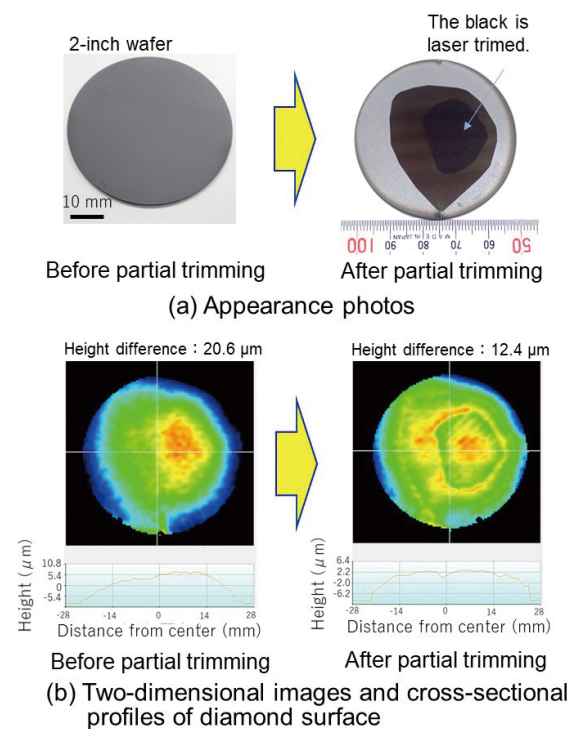 The black is
laser trimed.
2-inch wafer
10 mm
100 90 80 70 60 50
MADE IN JAPAN
Before partial trimming
After partial trimming
(a) Appearance photos
Height difference：20.6 μm
Height difference：12.4 μm
Height (μm)
10.8
5.4
0
-5.4
-28 -14 0 14 28
Distance from center (mm)
Height (μm)
6.4
2.2
-2.0
-6.2
-28 -14 0 14 28
Distance from center (mm)
Before partial trimming
After partial trimming
(b) Two-dimensional images and cross-sectional
profiles of diamond surface